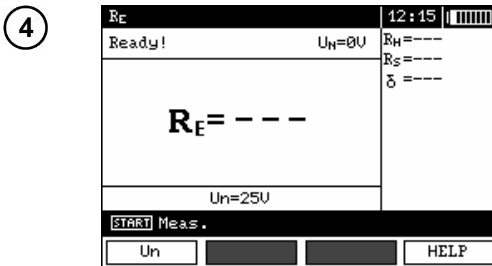 4
RE 12:15
Ready! UN=0V
RH=---
RS=---
δ =---
RE=---
Un=25V
START Meas.
Un HELP